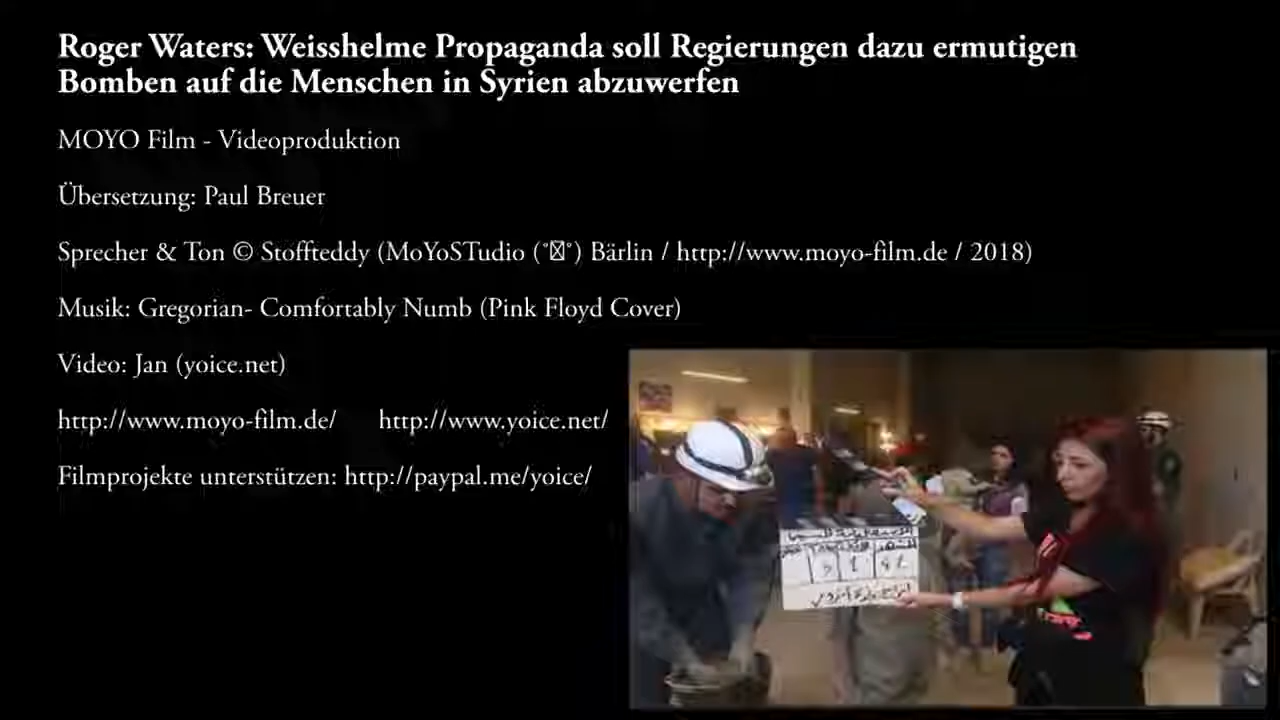 Roger Waters: Weisshelme Propaganda soll Regierungen dazu ermutigen
Bomben auf die Menschen in Syrien abzuwerfen
MOYO Film - Videoproduktion
Übersetzung: Paul Breuer
Sprecher & Ton © Stoffteddy (MoYoSTudio (°°) Bärlin / http://www.moyo-film.de / 2018)
Musik: Gregorian- Comfortably Numb (Pink Floyd Cover)
Video: Jan (yoice.net)
http://www.moyo-film.de/ http://www.yoice.net/
Filmprojekte unterstützen: http://paypal.me/yoice/